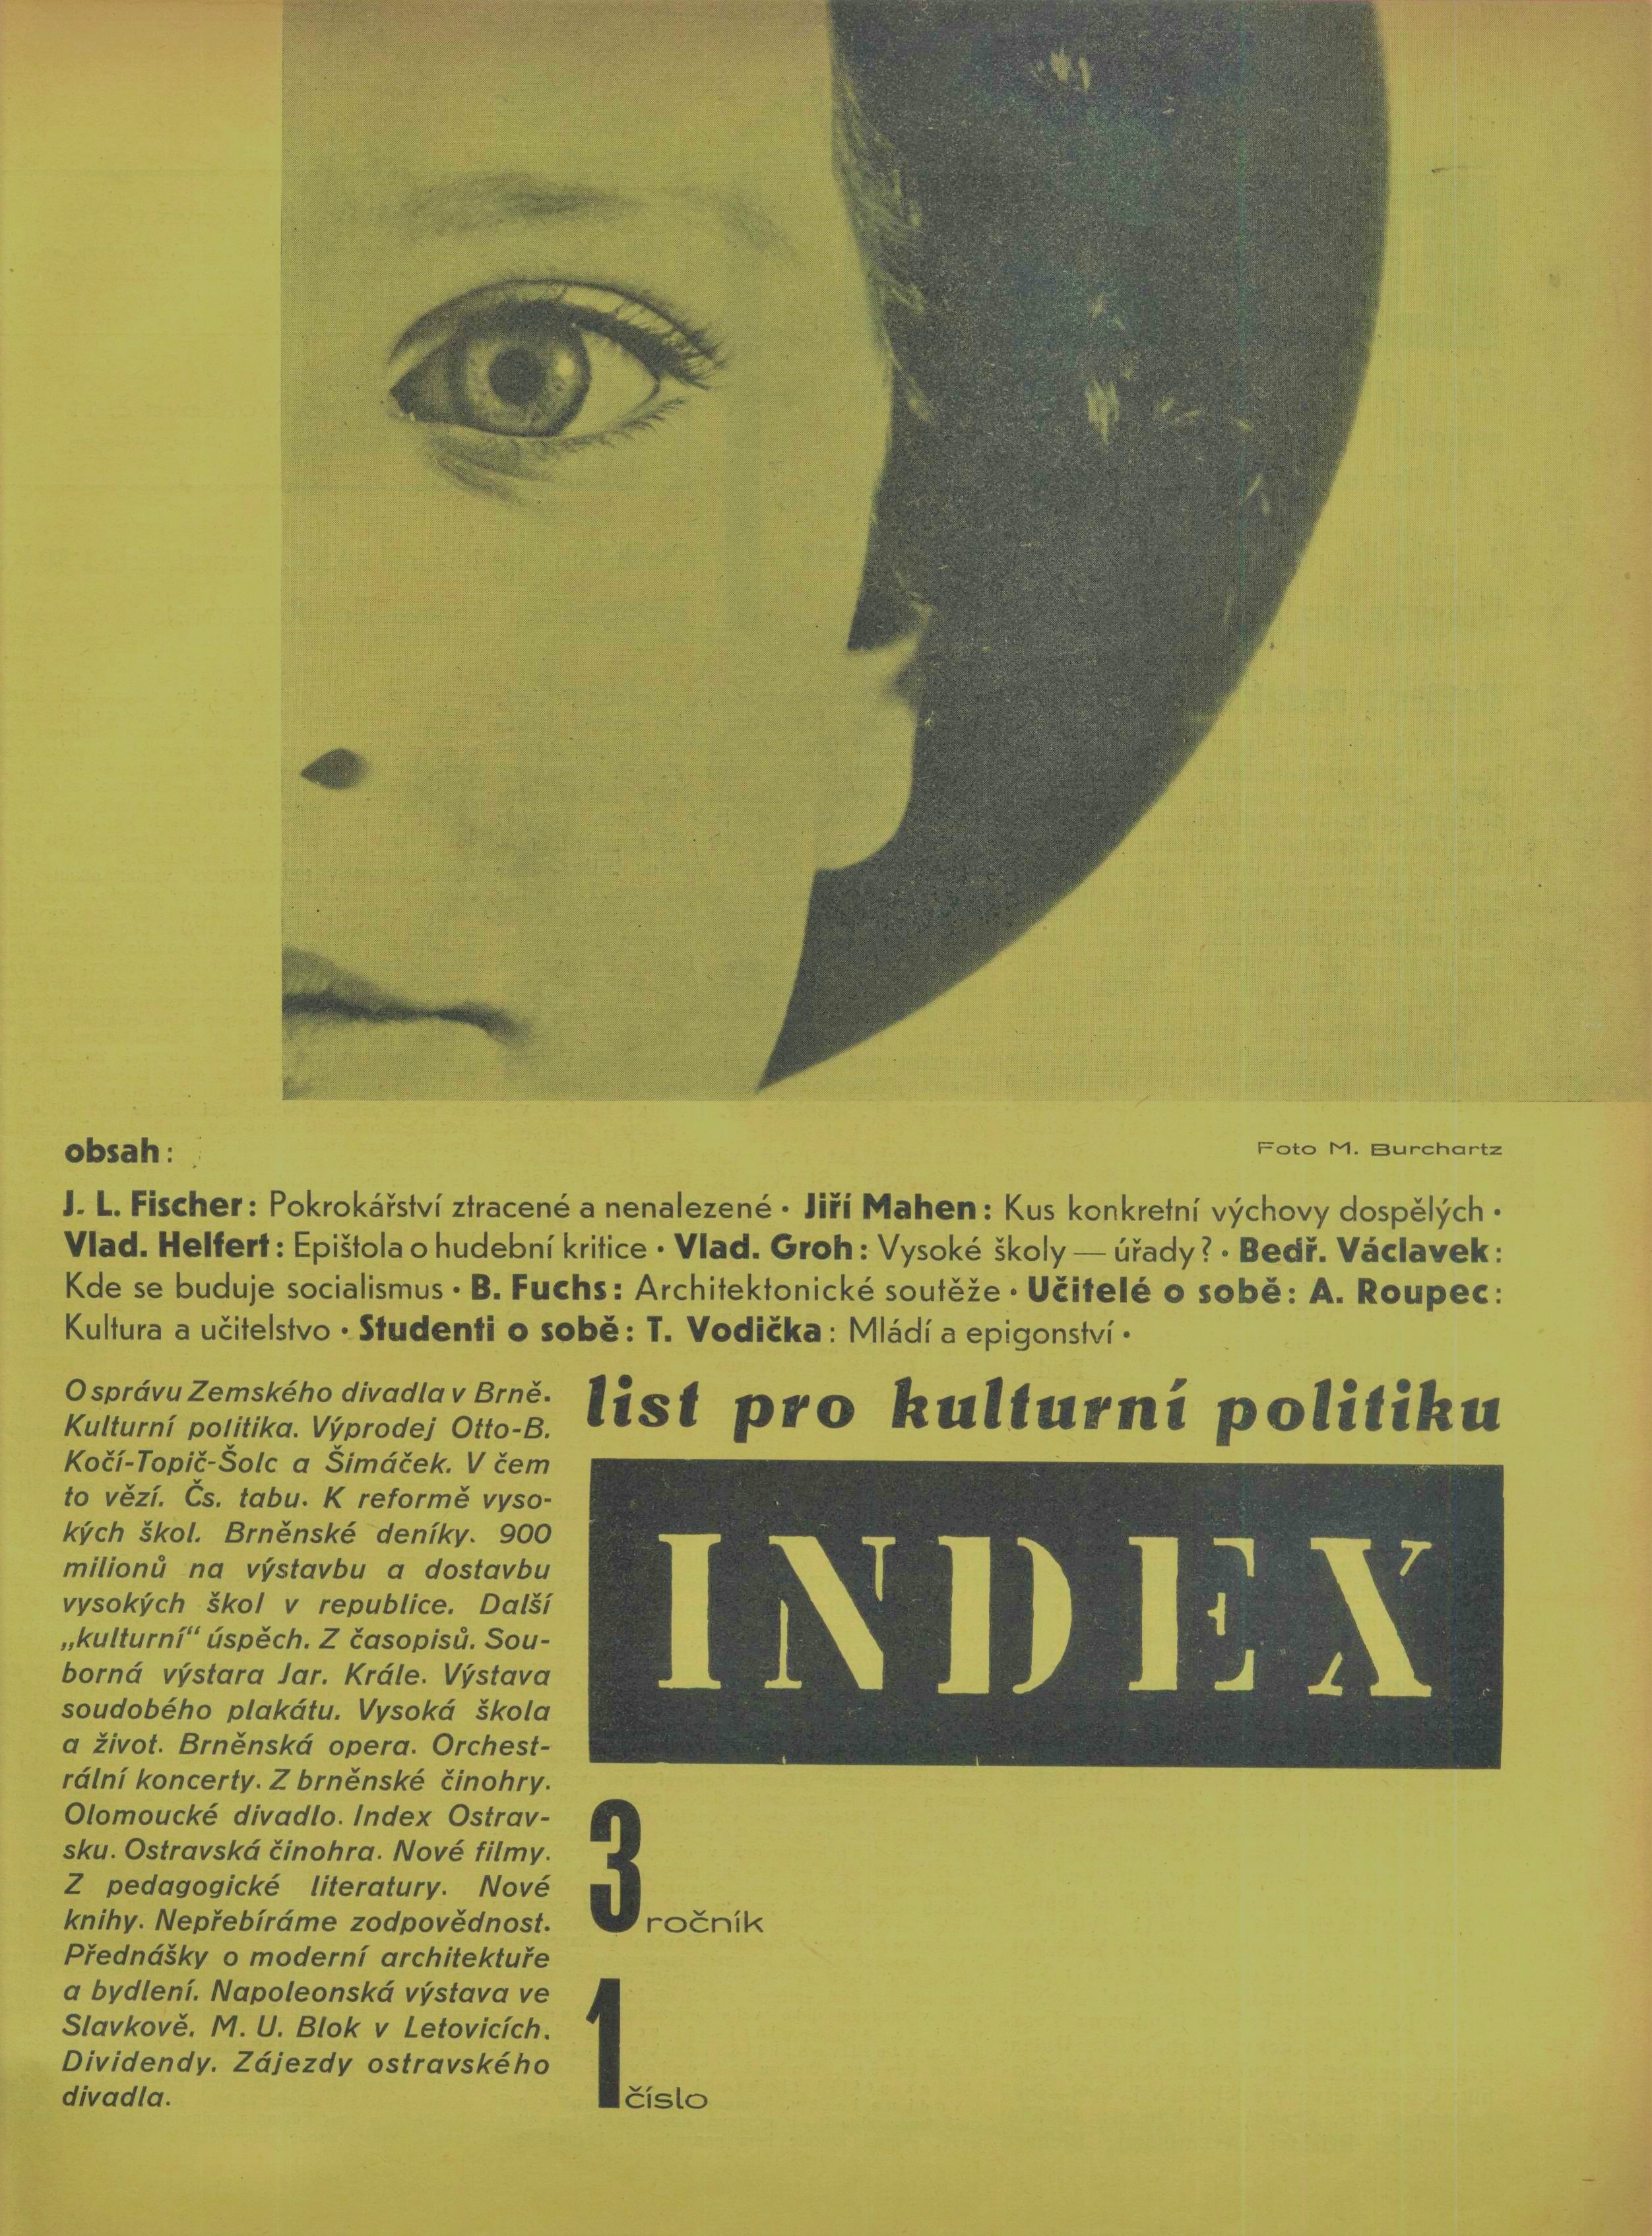 obsah:
Foto M. Burchartz
J. L. Fischer: Pokrokářství ztracené a nenalezené · Jiří Mahen: Kus konkretní výchovy dospělých ·
Vlad. Helfert: Epištola o hudební kritice · Vlad. Groh: Vysoké školy — úřady? · Bedř. Václavek:
Kde se buduje socialismus · B. Fuchs: Architektonické soutěže · Učitelé o sobě: A. Roupec:
Kultura a učitelstvo · Studenti o sobě: T. Vodička: Mládí a epigonství ·
O správu Zemského divadla v Brně.
Kulturní politika. Výprodej Otto-B.
Kočí-Topič-Šolc a Šimáček. V čem
to vězí. Čs. tabu. K reformě vyso-
kých škol. Brněnské deníky. 900
milionů na výstavbu a dostavbu
vysokých škol v republice. Další
„kulturní“ úspěch. Z časopisů. Sou-
borná výstara Jar. Krále. Výstava
soudobého plakátu. Vysoká škola
a život. Brněnská opera. Orchest-
rální koncerty. Z brněnské činohry.
Olomoucké divadlo. Index Ostrav-
sku. Ostravská činohra. Nové filmy.
Z pedagogické literatury. Nové
knihy. Nepřebíráme zodpovědnost.
Přednášky o moderní architektuře
a bydlení. Napoleonská výstava ve
Slavkově. M. U. Blok v Letovicích.
Dividendy. Zájezdy ostravského
divadla.
list pro kulturní politiku
INDEX
3 ročník
1 číslo